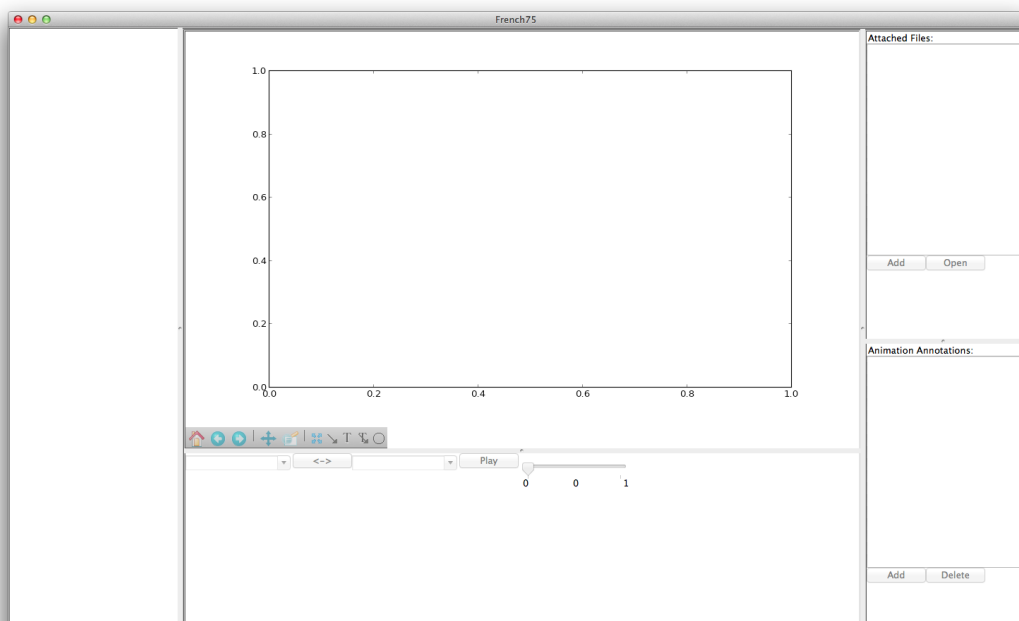 French75
Attached Files:
1.0
0.8
0.6
0.4
0.2
0.0
0.0 0.2 0.4 0.6 0.8 1.0
Add Open
Animation Annotations:
T T
<-> Play
0 0 1
Add Delete